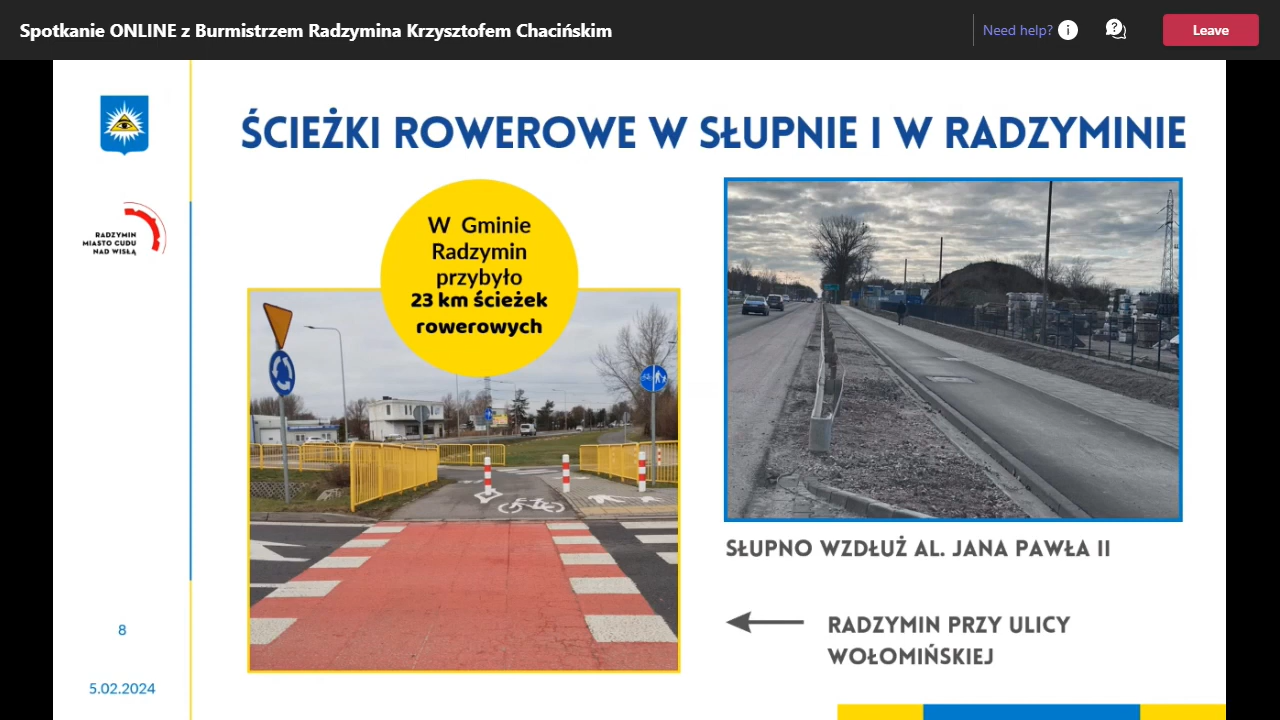 Spotkanie ONLINE z Burmistrzem Radzymina Krzysztofem Chacińskim
Need help?
Leave
ŚCIEŻKI ROWEROWE W SŁUPNIE I W RADZYMINIE
RADZYMIN
MIASTO CUDU
NAD WISŁĄ
W Gminie
Radzymin
przybyło
23 km ścieżek
rowerowych
SŁUPNO WZDŁUŻ AL. JANA PAWŁA II
RADZYMIN PRZY ULICY
WOŁOMIŃSKIEJ
8
5.02.2024